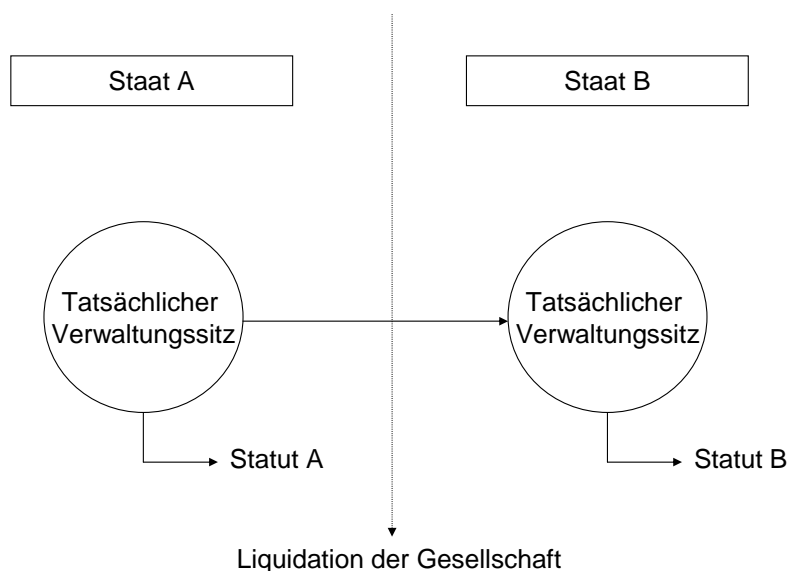 Staat A
Staat B
Tatsächlicher
Verwaltungssitz
Tatsächlicher
Verwaltungssitz
Statut A
Statut B
Liquidation der Gesellschaft